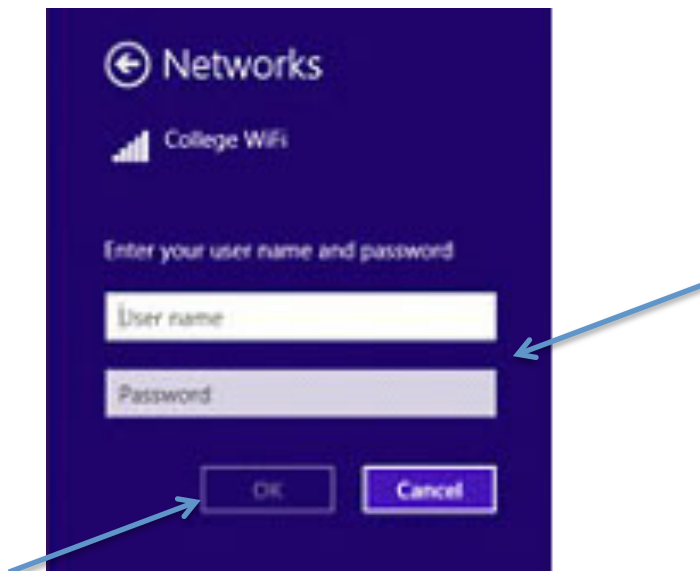 Networks
College WiFi
Enter your user name and password
User name
Password
OK Cancel